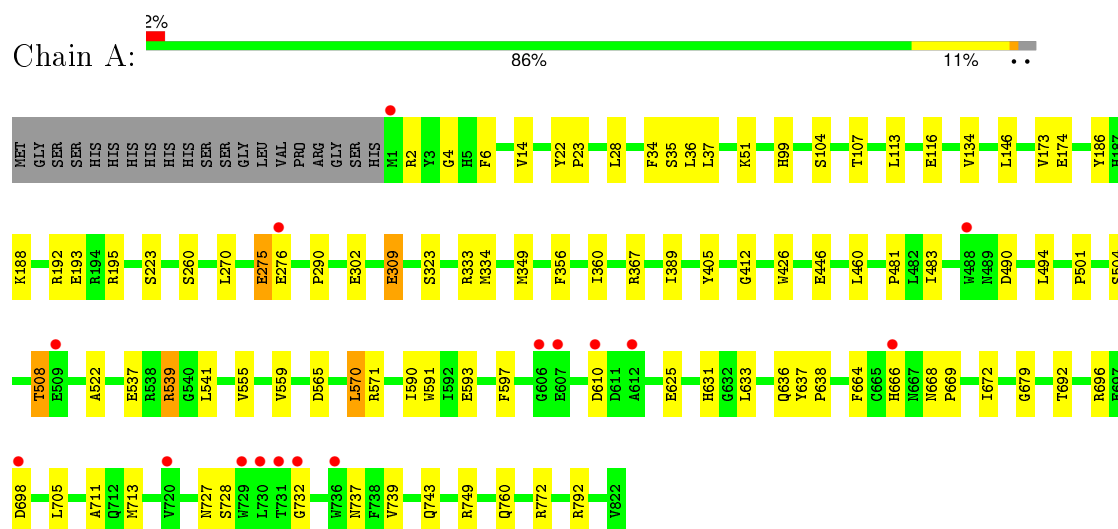 2%
Chain A:
86% 11% • •
MET GLY SER SER HIS HIS HIS HIS HIS HIS SER SER GLY LEU VAL PRO ARG GLY SER HIS M1 R2 Y3 G4 H5 F6 V14 Y22 P23 L28 F34 S35 L36 L37 K51 H99 S104 T107 L113 E116 V134 L146 V173 E174 Y186 H187
K188 R192 E193 R194 R195 S223 S260 L270 E275 E276 P290 E302 E309 S323 R333 M334 M349 F356 I360 R367 I389 Y405 G412 W426 E446 L460 P481 L482 I483 W488 N489 D490 L494 P501 S504
T508 E509 A522 E537 R538 R539 G540 L541 V555 V559 D565 L570 R571 I590 W591 I592 E593 F597 G606 E607 D610 D611 A612 E625 H631 G632 L633 Q636 Y637 P638 F664 C665 H666 N667 N668 P669 I672 G679 T692 R696 E697
D698 L705 A711 Q712 M713 V720 N727 S728 W729 L730 T731 G732 W736 N737 F738 V739 Q743 R749 Q760 R772 R792 V822